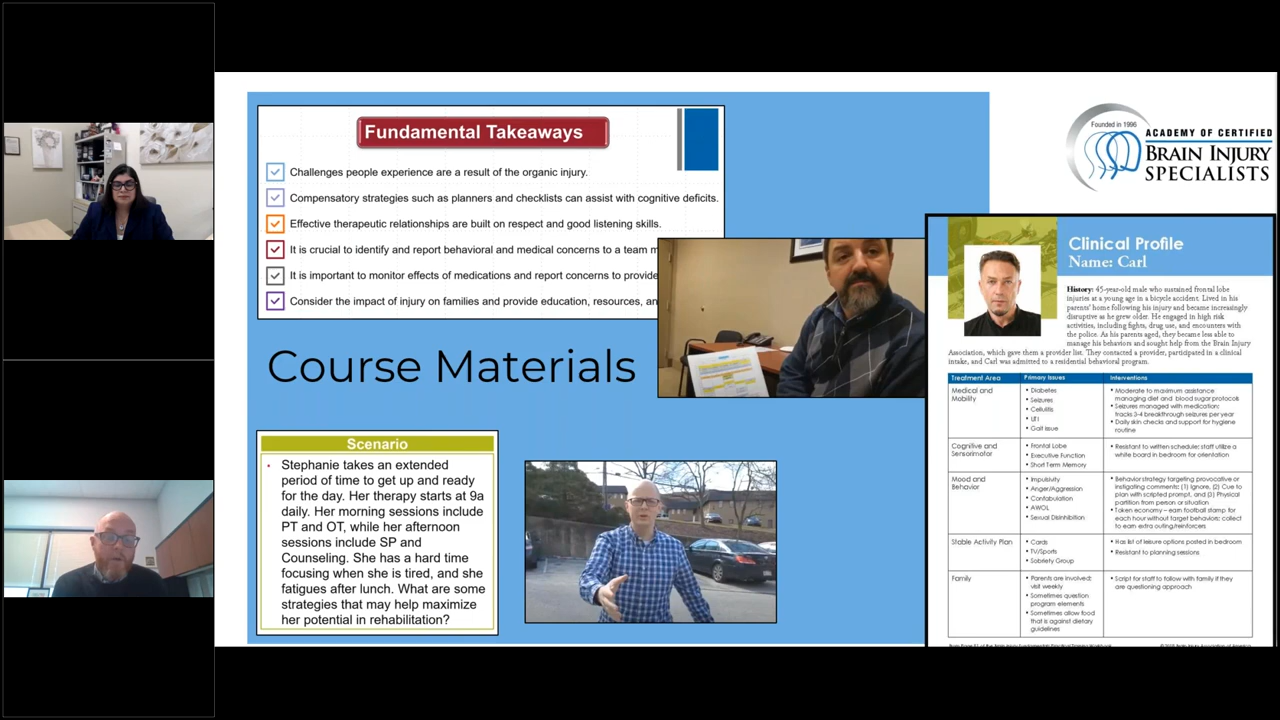 Fundamental Takeaways
Challenges people experience are a result of the organic injury.
Compensatory strategies such as planners and checklists can assist with cognitive deficits.
Effective therapeutic relationships are built on respect and good listening skills.
It is crucial to identify and report behavioral and medical concerns to a team m
It is important to monitor effects of medications and report concerns to provide
Consider the impact of injury on families and provide education, resources, an
Course Materials
Scenario
• Stephanie takes an extended
period of time to get up and ready
for the day. Her therapy starts at 9a
daily. Her morning sessions include
PT and OT, while her afternoon
sessions include SP and
Counseling. She has a hard time
focusing when she is tired, and she
fatigues after lunch. What are some
strategies that may help maximize
her potential in rehabilitation?
Founded in 1996
ACADEMY OF CERTIFIED
BRAIN INJURY
SPECIALISTS
Clinical Profile
Name: Carl
History: 45-year-old male who sustained frontal lobe
injuries at a young age in a bicycle accident. Lived in his
parents' home following his injury and became increasingly
disruptive as he grew older. He engaged in high risk
activities, including fights, drug use, and encounters with
the police. As his parents aged, they became less able to
manage his behaviors and sought help from the Brain Injury
Association, which gave them a provider list. They contacted a provider, participated in a clinical
intake, and Carl was admitted to a residential behavioral program.
Treatment Area Primary Issues Interventions
Medical and
Mobility
• Diabetes
• Seizures
• Cellulitis
• UTI
• Gait issue
• Moderate to maximum assistance
managing diet and blood sugar protocols
• Seizures managed with medication;
tracks 3-4 breakthrough seizures per year
• Daily skin checks and support for hygiene
routine
Cognitive and
Sensorimotor
• Frontal Lobe
• Executive Function
• Short Term Memory
• Resistant to written schedule; staff utilize a
white board in bedroom for orientation
Mood and
Behavior
• Impulsivity
• Anger/Aggression
• Confabulation
• AWOL
• Sexual Disinhibition
• Behavior strategy targeting provocative or
instigating comments: (1) Ignore, (2) Cue to
plan with scripted prompt, and (3) Physical
partition from person or situation
• Token economy – earn football stamp for
each hour without target behaviors; collect
to earn extra outing/reinforcers
Stable Activity Plan
• Cards
• TV/Sports
• Sobriety Group
• Has list of leisure options posted in bedroom
• Resistant to planning sessions
Family
• Parents are involved;
visit weekly
• Sometimes question
program elements
• Sometimes allow food
that is against dietary
guidelines
• Script for staff to follow with family if they
are questioning approach